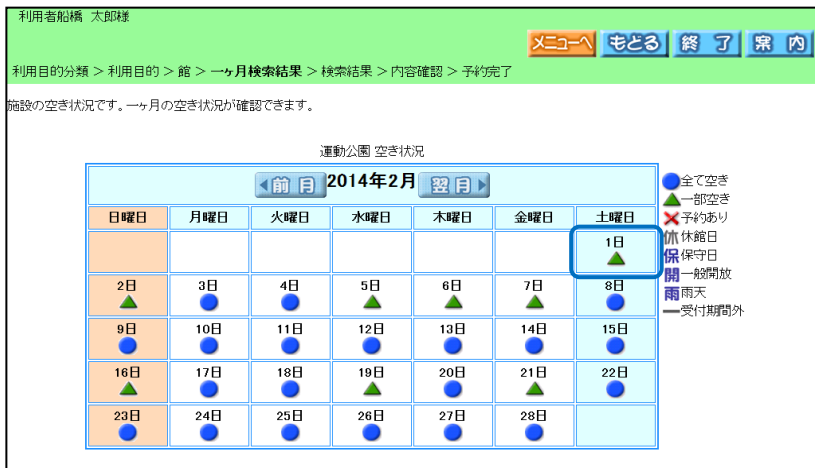 利用者船橋 太郎様
メニューへ もどる 終 了 案 内
利用目的分類 > 利用目的 > 館 > 一ヶ月検索結果 > 検索結果 > 内容確認 > 予約完了
施設の空き状況です。一ヶ月の空き状況が確認できます。
運動公園 空き状況
前 月 2014年2月 翌 月
日曜日 月曜日 火曜日 水曜日 木曜日 金曜日 土曜日
1日
2日 3日 4日 5日 6日 7日 8日
9日 10日 11日 12日 13日 14日 15日
16日 17日 18日 19日 20日 21日 22日
23日 24日 25日 26日 27日 28日
全て空き
一部空き
予約あり
休 休館日
保 保守日
開 一般開放
雨 雨天
受付期間外